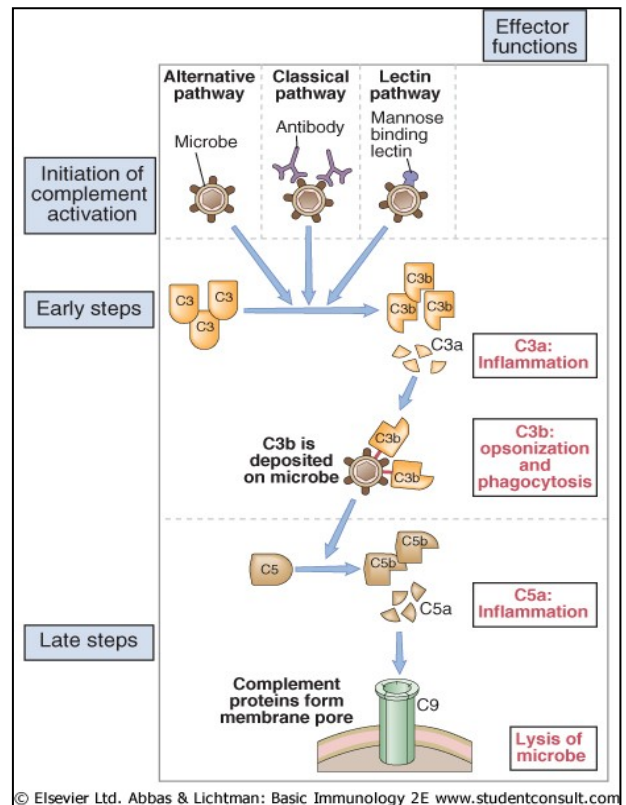 Effector
functions
Alternative
pathway
Classical
pathway
Lectin
pathway
Microbe
Antibody
Mannose
binding
lectin
Initiation of
complement
activation
Early steps
C3
C3
C3
C3b
C3b
C3b
C3a
C3a:
Inflammation
C3b is
deposited
on microbe
C3b
C3b
C3b:
opsonization
and
phagocytosis
C5
C5b
C5b
C5a
C5a:
Inflammation
Late steps
Complement
proteins form
membrane pore
C9
Lysis of
microbe
© Elsevier Ltd. Abbas & Lichtman: Basic Immunology 2E www.studentconsult.com